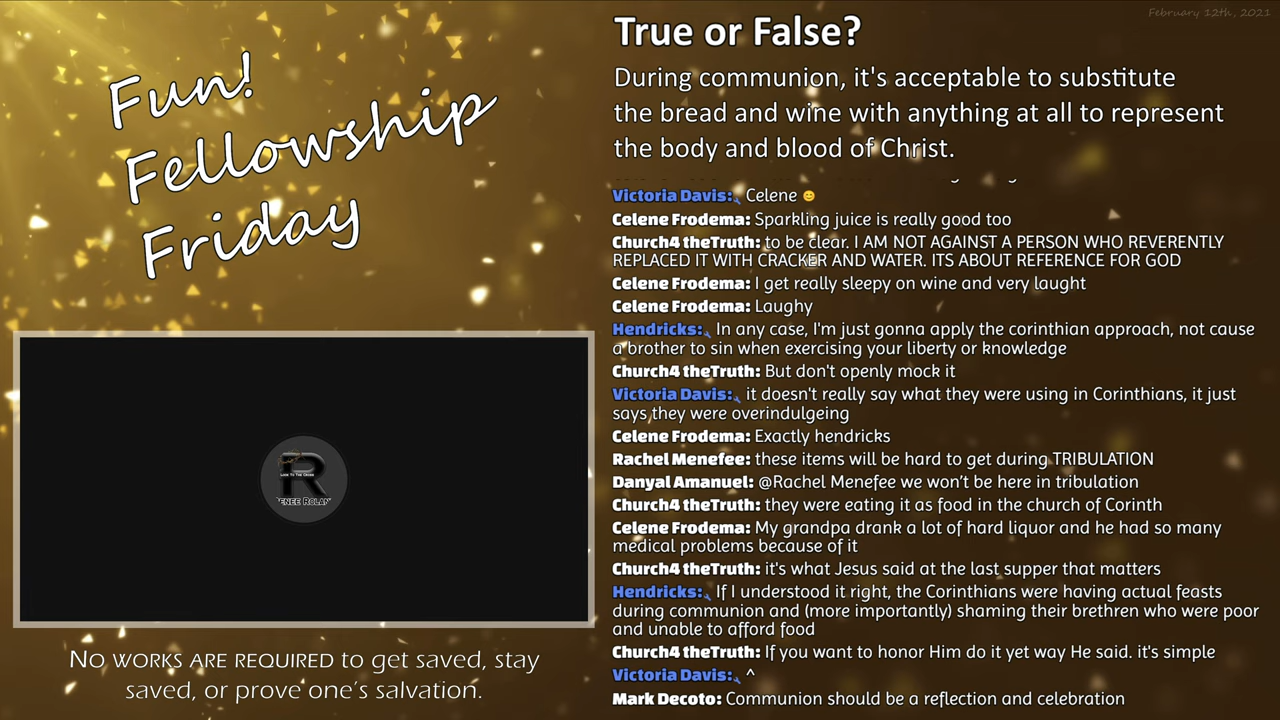 February 12th, 2021
Fun!
Fellowship
Friday
True or False?
During communion, it's acceptable to substitute
the bread and wine with anything at all to represent
the body and blood of Christ.
Victoria Davis: Celene 😊
Celene Frodema: Sparkling juice is really good too
Church4 theTruth: to be clear. I AM NOT AGAINST A PERSON WHO REVERENTLY
REPLACED IT WITH CRACKER AND WATER. ITS ABOUT REFERENCE FOR GOD
Celene Frodema: I get really sleepy on wine and very laught
Celene Frodema: Laughy
Hendricks: In any case, I'm just gonna apply the corinthian approach, not cause
a brother to sin when exercising your liberty or knowledge
Church4 theTruth: But don't openly mock it
Victoria Davis: it doesn't really say what they were using in Corinthians, it just
says they were overindulgeing
Celene Frodema: Exactly hendricks
Rachel Menefee: these items will be hard to get during TRIBULATION
Danyal Amanuel: @Rachel Menefee we won't be here in tribulation
Church4 theTruth: they were eating it as food in the church of Corinth
Celene Frodema: My grandpa drank a lot of hard liquor and he had so many
medical problems because of it
Church4 theTruth: it's what Jesus said at the last supper that matters
Hendricks: If I understood it right, the Corinthians were having actual feasts
during communion and (more importantly) shaming their brethren who were poor
and unable to afford food
Church4 theTruth: If you want to honor Him do it yet way He said. it's simple
Victoria Davis: ^
Mark Decoto: Communion should be a reflection and celebration
R
LOOK TO THE CROSS
NO WORKS ARE REQUIRED to get saved, stay
saved, or prove one's salvation.